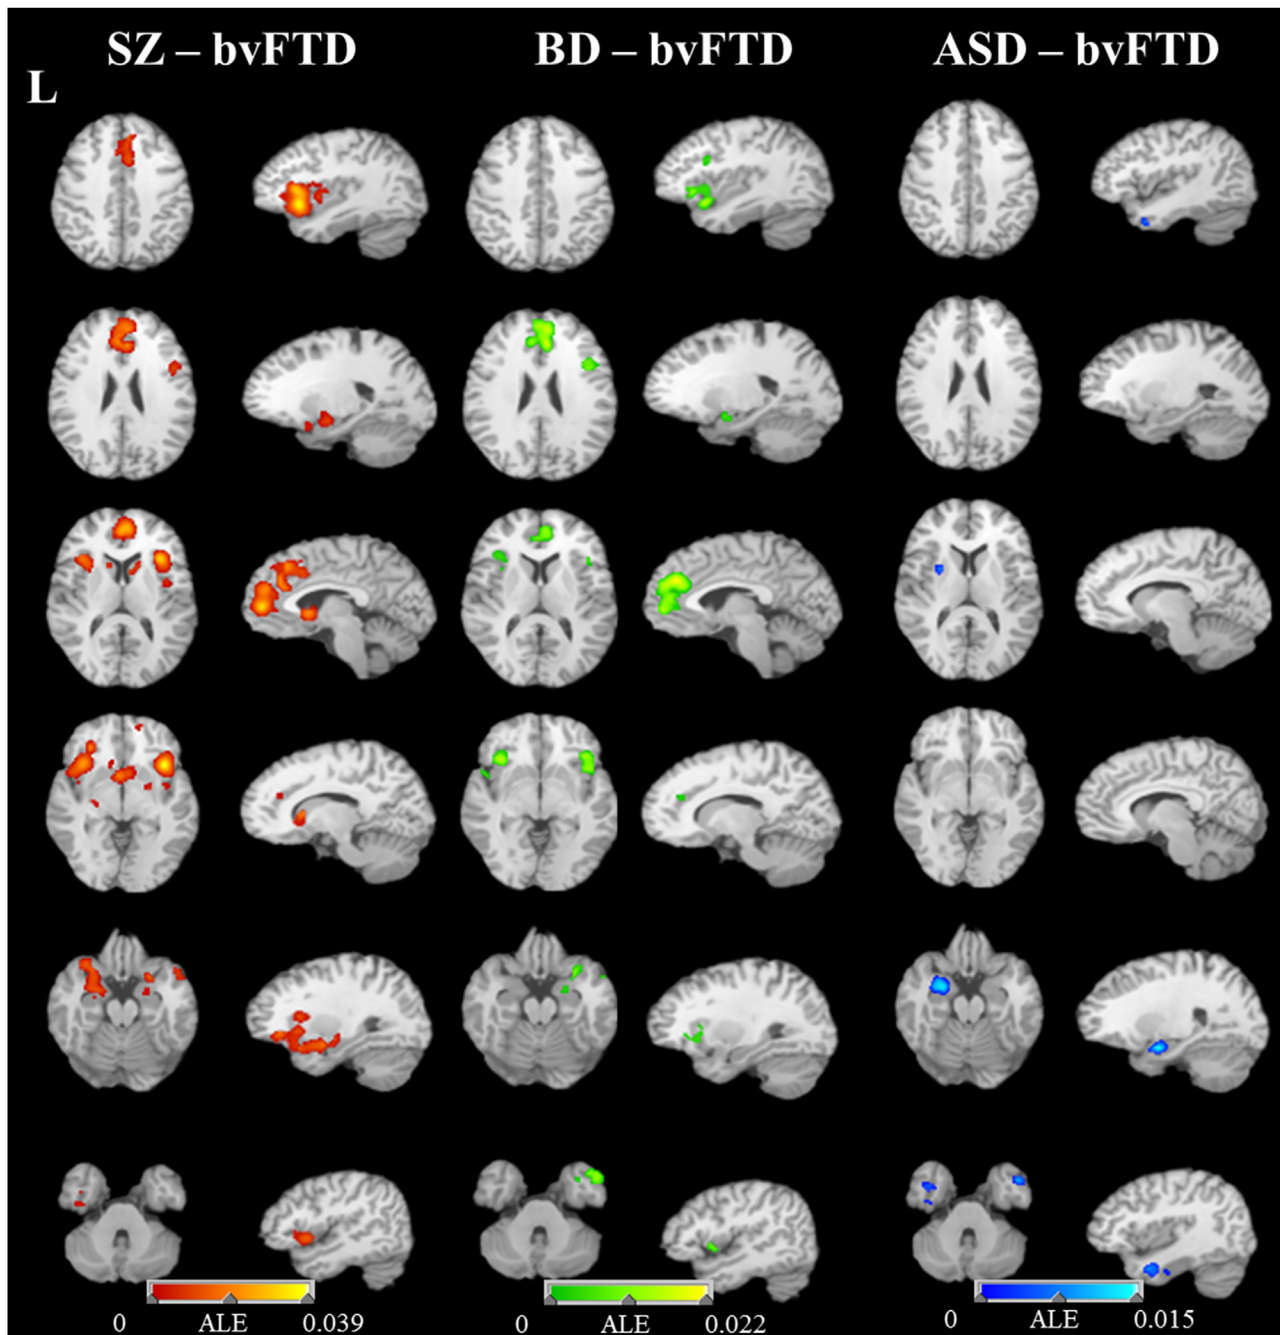 SZ – bvFTD BD – bvFTD ASD – bvFTD
L
0 ALE 0.039 0 ALE 0.022 0 ALE 0.015